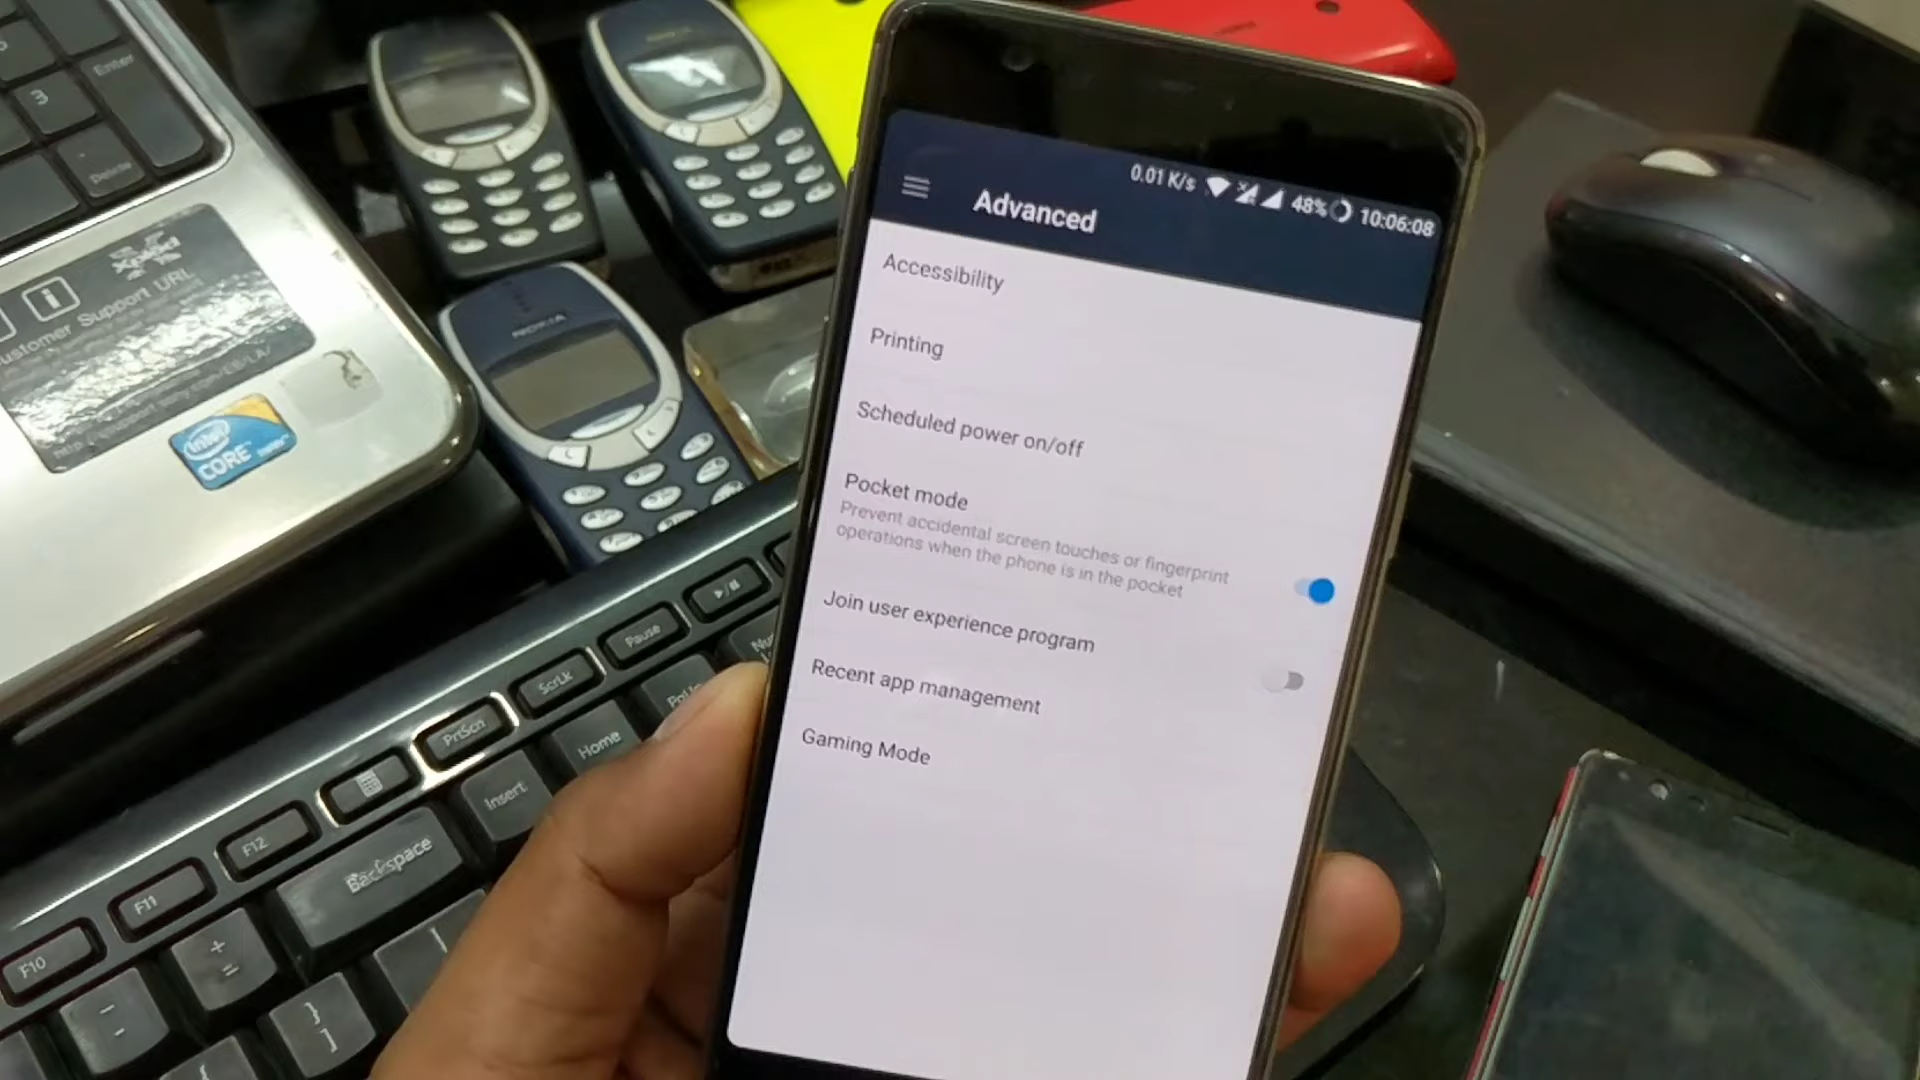 0.01 K/s 48% 10:06:08
Advanced
Accessibility
Printing
Scheduled power on/off
Pocket mode
Prevent accidental screen touches or fingerprint
operations when the phone is in the pocket
Join user experience program
Recent app management
Gaming Mode
Enter
3
Delete
Xplod
Customer Support URL
intel
CORE
NOKIA
Pause
ScrLk
PrtScn
Home
Insert
F12
Backspace
F11
F10
+
=
-
}
]
{